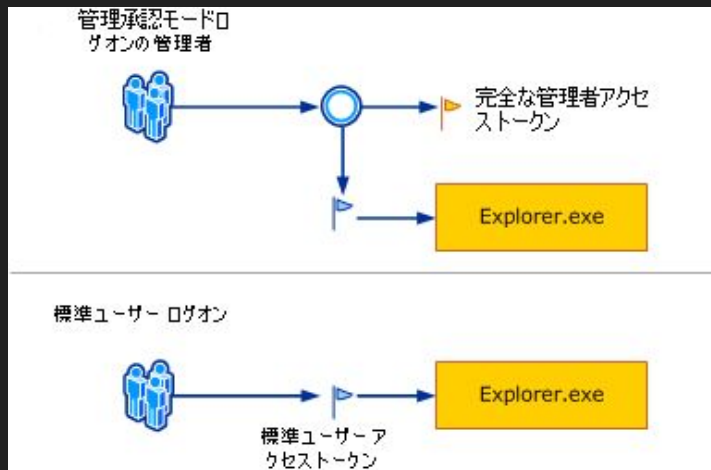 管理承認モードロ
グオンの管理者
完全な管理者アクセ
ストークン
Explorer.exe
標準ユーザー ログオン
Explorer.exe
標準ユーザーア
クセストークン